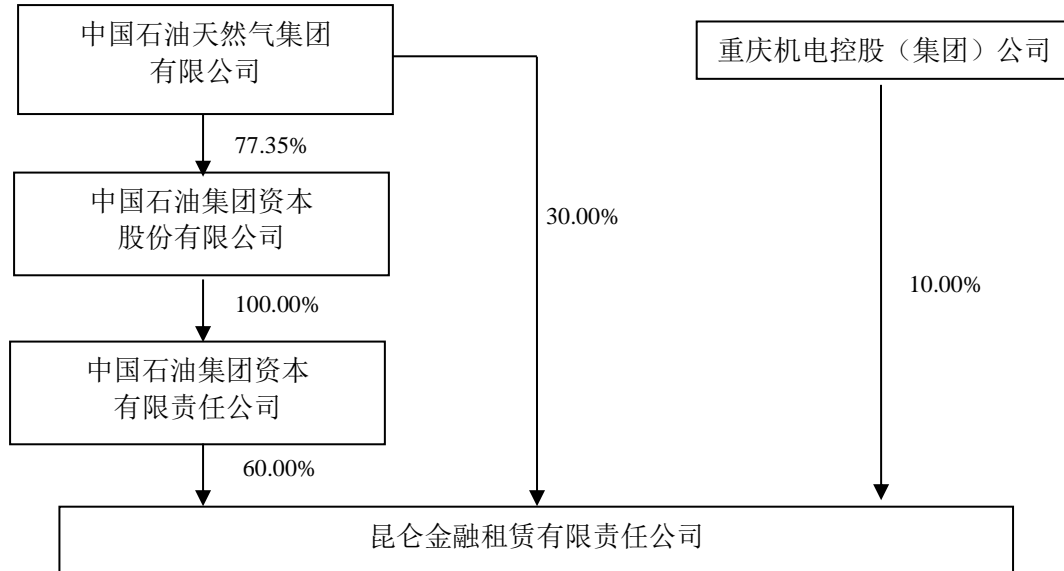 中国石油天然气集团
有限公司
重庆机电控股（集团）公司
77.35%
中国石油集团资本
股份有限公司
30.00%
10.00%
100.00%
中国石油集团资本
有限责任公司
60.00%
昆仑金融租赁有限责任公司